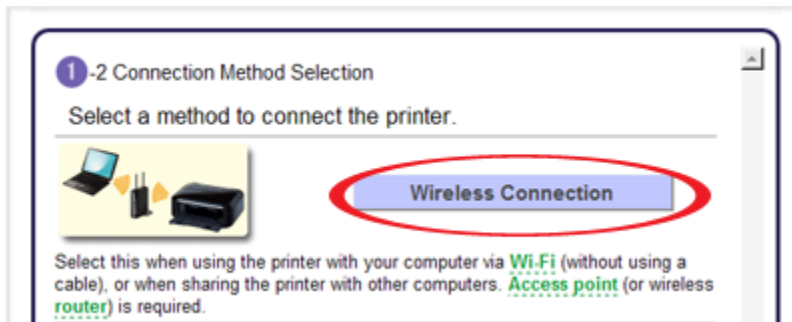 1 -2 Connection Method Selection
Select a method to connect the printer.
Wireless Connection
Select this when using the printer with your computer via Wi-Fi (without using a
cable), or when sharing the printer with other computers. Access point (or wireless
router) is required.